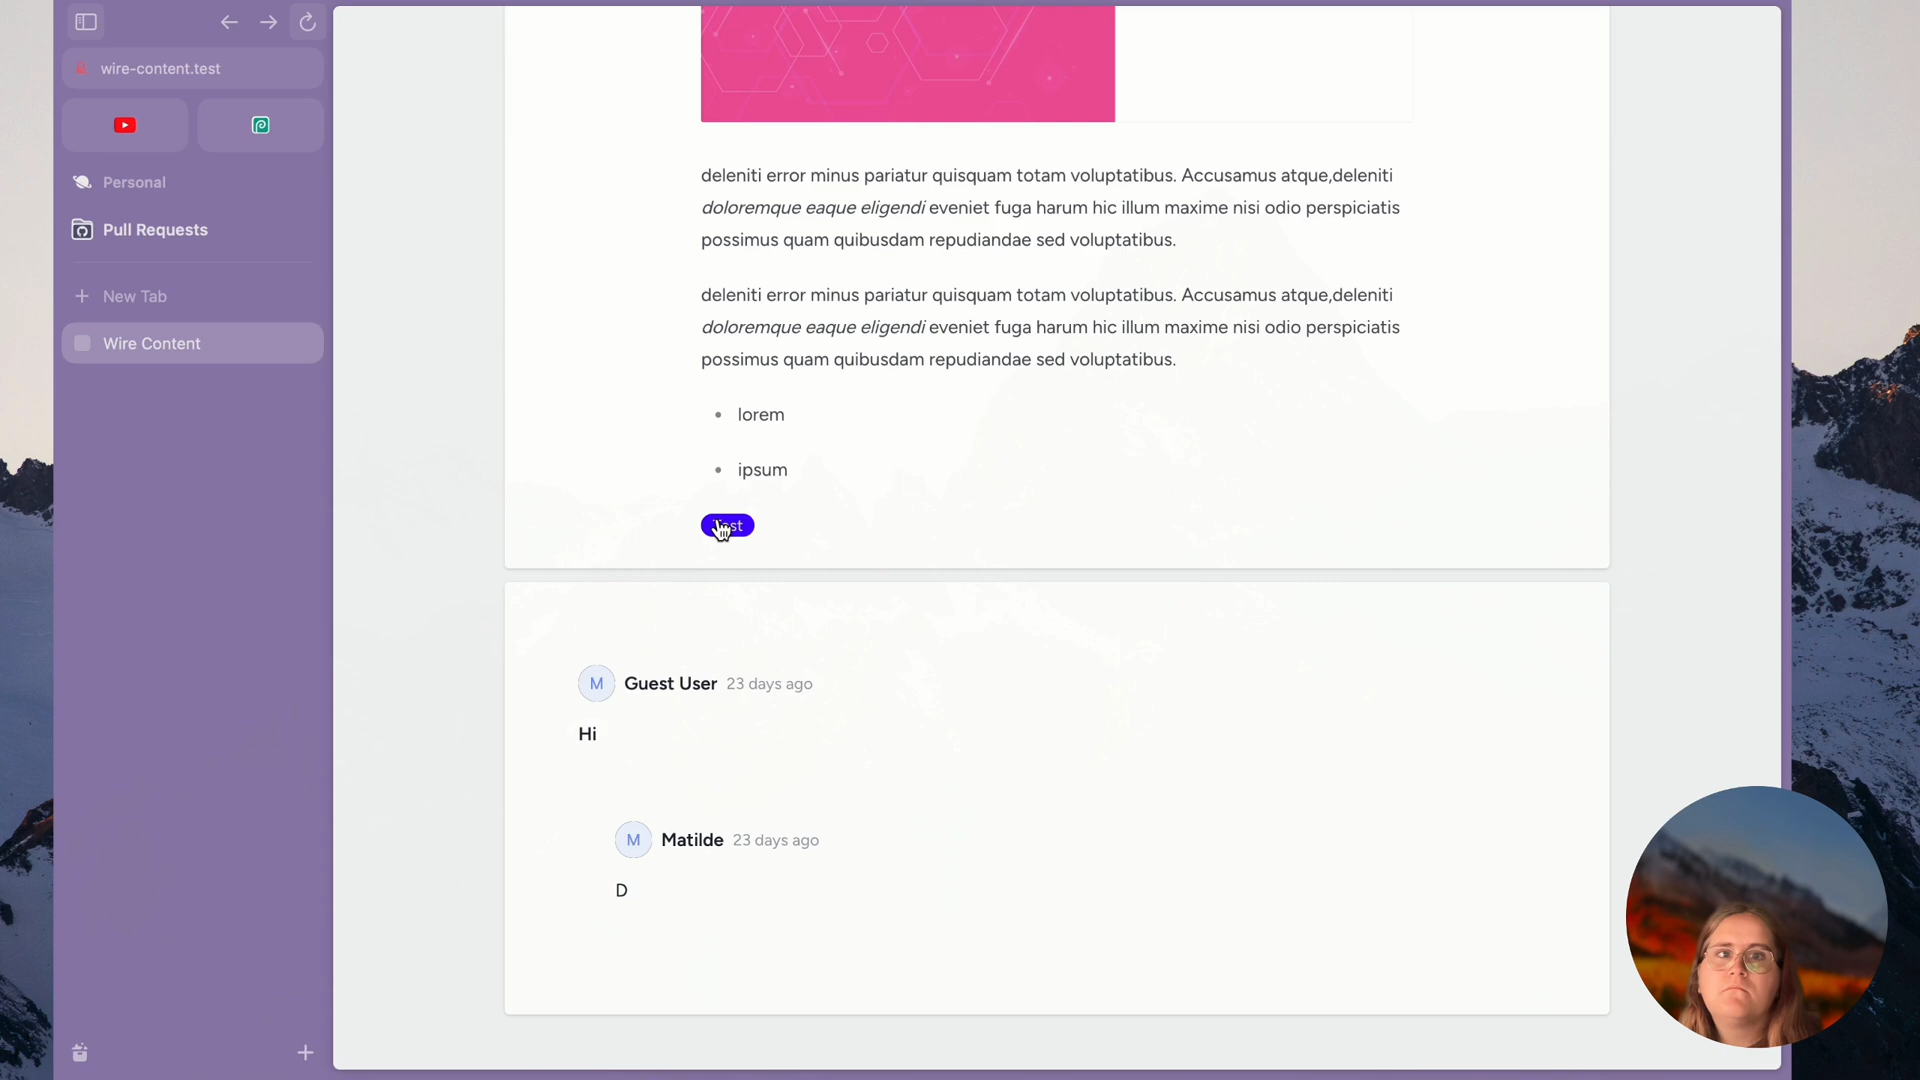 wire-content.test
Personal
Pull Requests
New Tab
Wire Content
deleniti error minus pariatur quisquam totam voluptatibus. Accusamus atque,deleniti
doloremque eaque eligendi eveniet fuga harum hic illum maxime nisi odio perspiciatis
possimus quam quibusdam repudiandae sed voluptatibus.
deleniti error minus pariatur quisquam totam voluptatibus. Accusamus atque,deleniti
doloremque eaque eligendi eveniet fuga harum hic illum maxime nisi odio perspiciatis
possimus quam quibusdam repudiandae sed voluptatibus.
• lorem
• ipsum
M Guest User 23 days ago
Hi
M Matilde 23 days ago
D